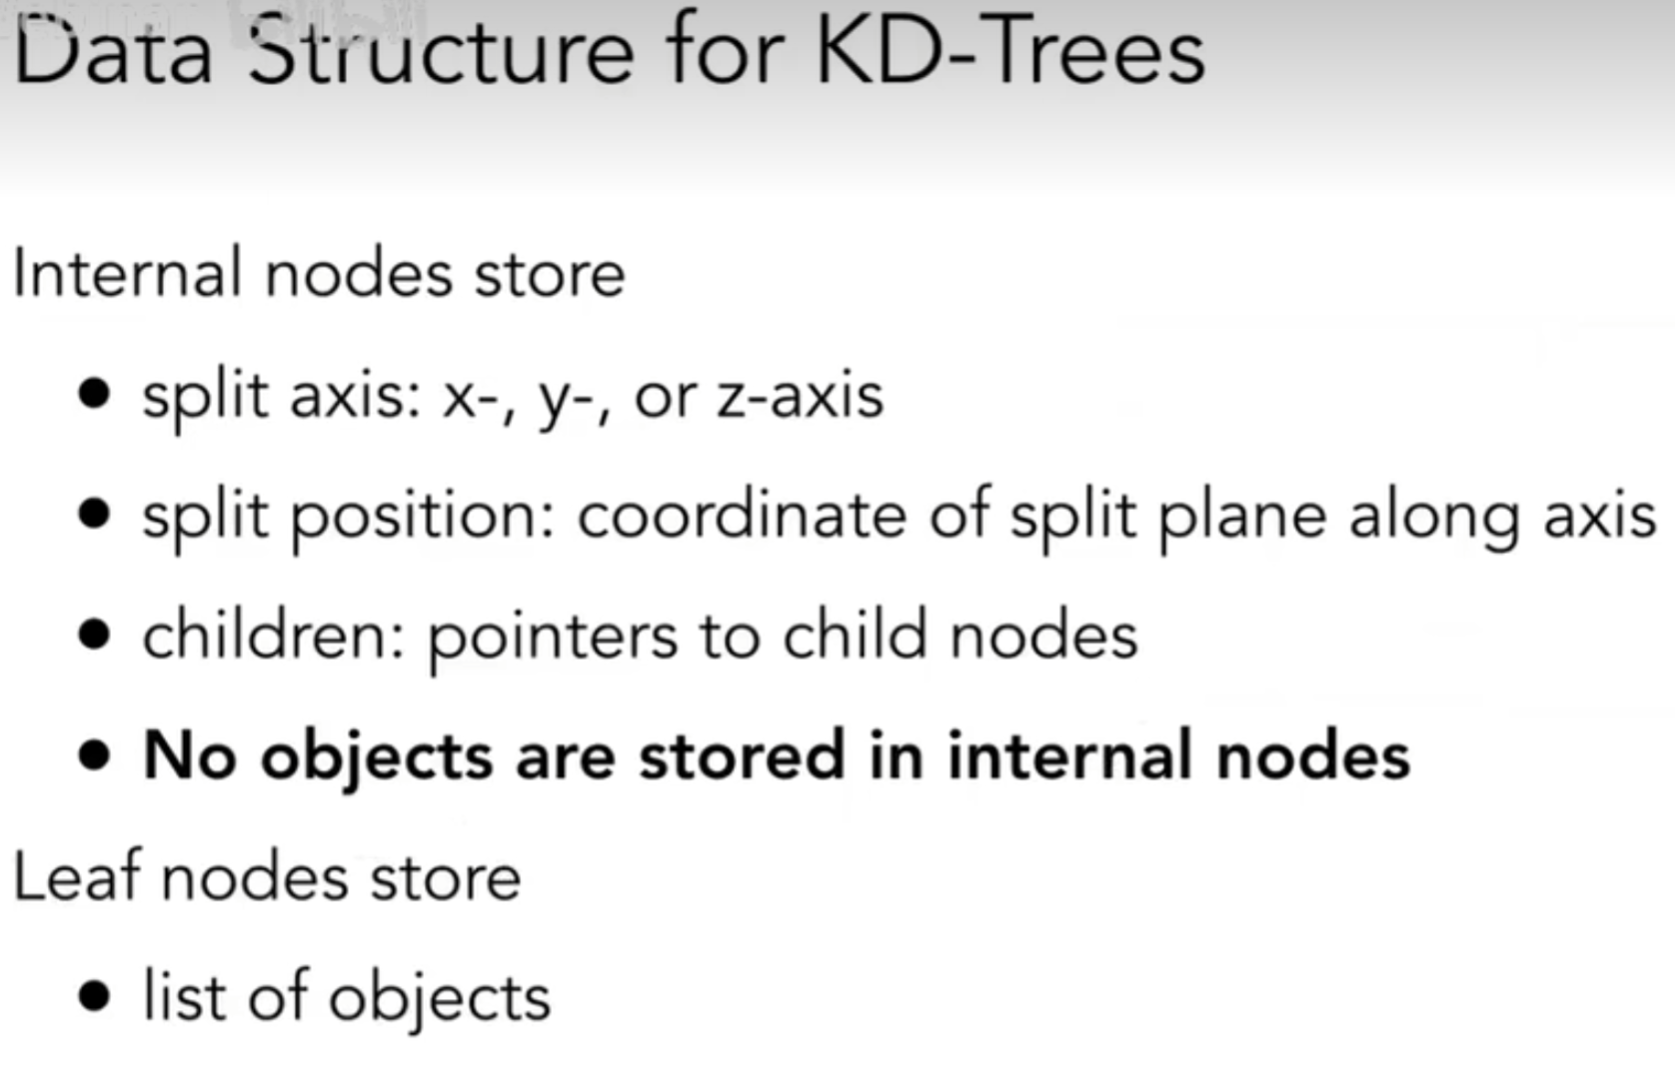 Data Structure for KD-Trees
Internal nodes store
● split axis: x-, y-, or z-axis
● split position: coordinate of split plane along axis
● children: pointers to child nodes
● No objects are stored in internal nodes
Leaf nodes store
● list of objects